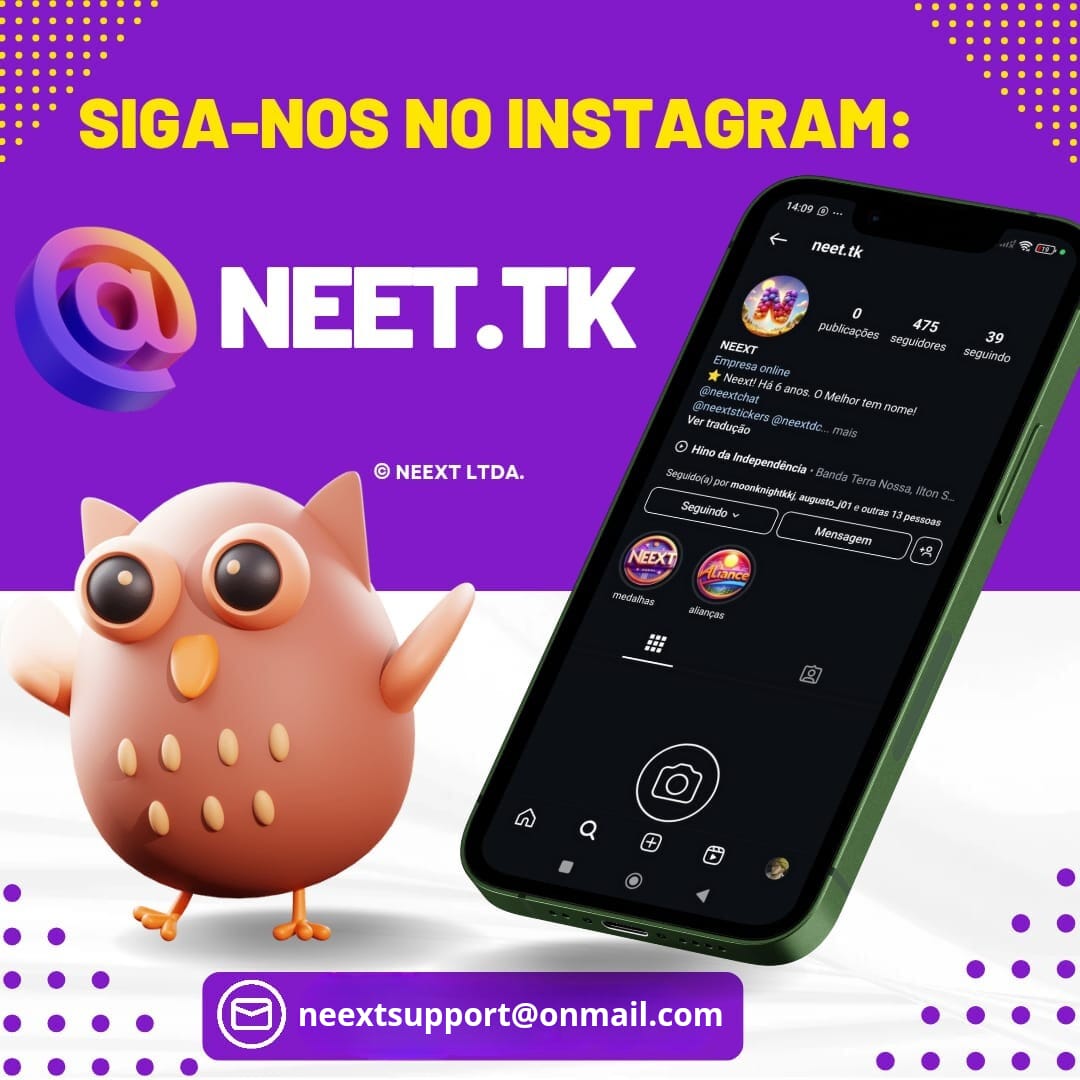 SIGA-NOS NO INSTAGRAM:
@ NEET.TK
© NEEXT LTDA.
14:09
19
neet.tk
0
publicações
475
seguidores
39
seguindo
NEEXT
Empresa online
⭐ Neext! Há 6 anos. O Melhor tem nome!
@neextchat
@neextstickers @neextdc... mais
Ver tradução
Hino da Independência · Banda Terra Nossa, Ilton S...
Seguido(a) por moonknightkkj, augusto_j01 e outras 13 pessoas
Seguindo
Mensagem
NEEXT
ALiance
medalhas
alianças
neextsupport@onmail.com